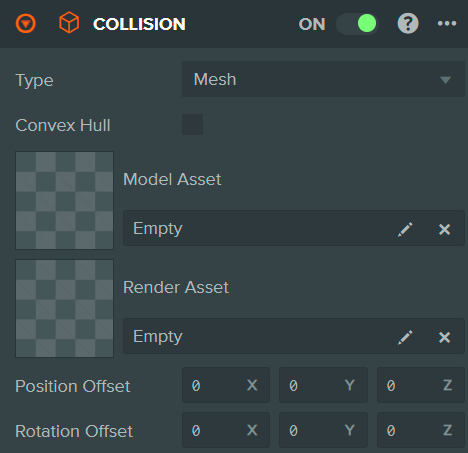 COLLISION ON ? ...
Type Mesh
Convex Hull
Model Asset
Empty
Render Asset
Empty
Position Offset 0 X 0 Y 0 Z
Rotation Offset 0 X 0 Y 0 Z